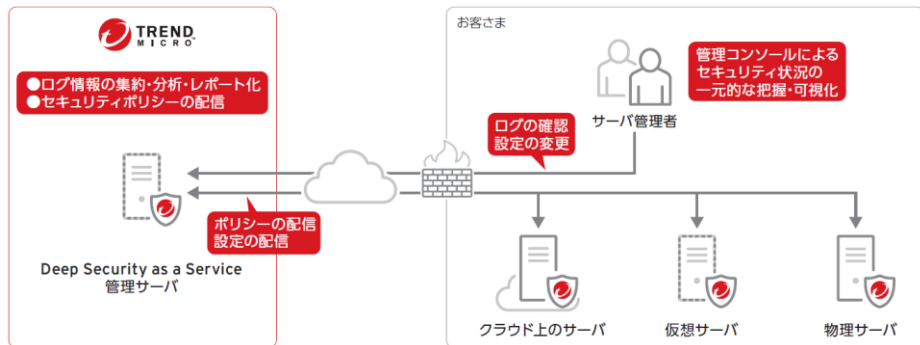 TREND
MICRO™
●ログ情報の集約・分析・レポート化
●セキュリティポリシーの配信
Deep Security as a Service
管理サーバ
ポリシーの配信
設定の配信
お客さま
管理コンソールによる
セキュリティ状況の
一元的な把握・可視化
サーバ管理者
ログの確認
設定の変更
クラウド上のサーバ
仮想サーバ
物理サーバ